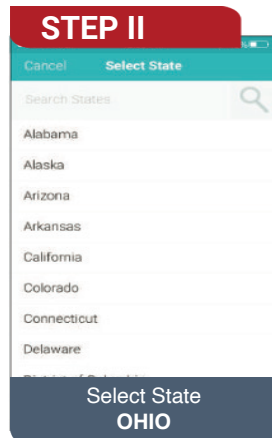 STEP II
Cancel Select State
Search States
Alabama
Alaska
Arizona
Arkansas
California
Colorado
Connecticut
Delaware
Select State
OHIO